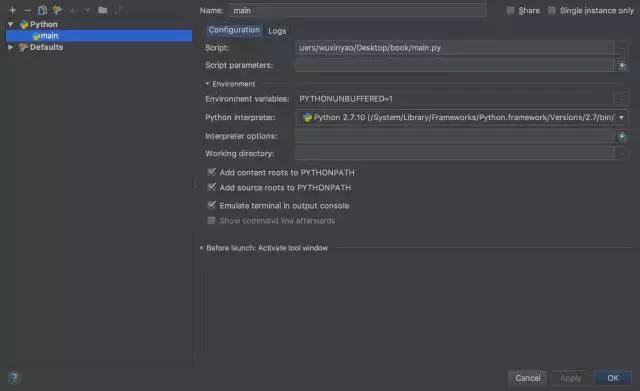 Name: main
Share
Single instance only
Python
main
Defaults
Configuration
Logs
Script: uers/wuxinyao/Desktop/book/main.py
Script parameters:
Environment
Environment variables: PYTHONUNBUFFERED=1
Python interpreter: Python 2.7.10 (/System/Library/Frameworks/Python.framework/Versions/2.7/bin/
Interpreter options:
Working directory:
Add content roots to PYTHONPATH
Add source roots to PYTHONPATH
Emulate terminal in output console
Show command line afterwards
Before launch: Activate tool window
?
Cancel
Apply
OK